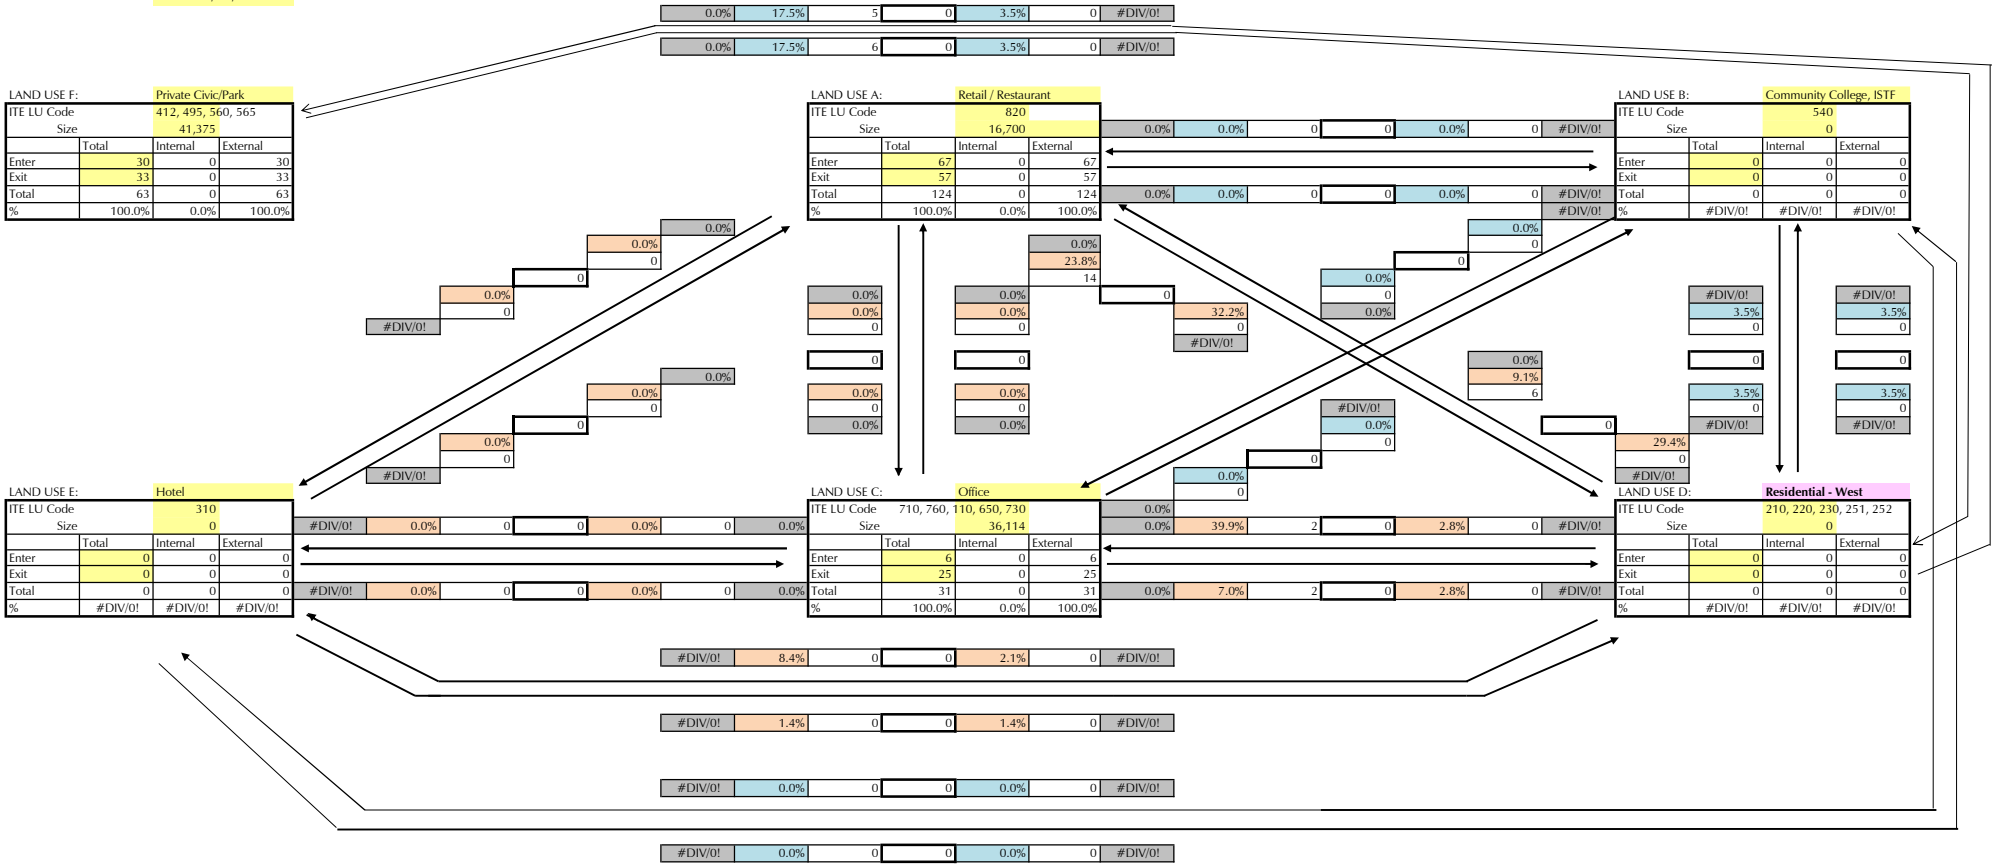 0.0% 17.5% 5 0 3.5% 0 #DIV/0!
0.0% 17.5% 6 0 3.5% 0 #DIV/0!
LAND USE F: Private Civic/Park
ITE LU Code 412, 495, 560, 565
Size 41,375
Total Internal External
Enter 30 0 30
Exit 33 0 33
Total 63 0 63
% 100.0% 0.0% 100.0%
LAND USE A: Retail / Restaurant
ITE LU Code 820
Size 16,700
Total Internal External
Enter 67 0 67
Exit 57 0 57
Total 124 0 124
% 100.0% 0.0% 100.0%
0.0% 0.0% 0 0 0.0% 0 #DIV/0!
0.0% 0.0% 0 0 0.0% 0 #DIV/0!
#DIV/0!
LAND USE B: Community College, ISTF
ITE LU Code 540
Size 0
Total Internal External
Enter 0 0 0
Exit 0 0 0
Total 0 0 0
% #DIV/0! #DIV/0! #DIV/0!
0.0%
0.0%
0
0
0.0%
0
#DIV/0!
0.0%
0.0%
0
0
0.0%
0
#DIV/0!
0.0% 0.0%
0.0% 0.0%
0 0
0 0
0.0% 0.0%
0 0
0.0% 0.0%
0.0%
23.8%
14
0
32.2%
0
#DIV/0!
0.0%
0
0
0.0%
0
0.0%
0.0%
9.1%
6
0
29.4%
0
#DIV/0!
#DIV/0!
0.0%
0
0
0.0%
0
0.0%
#DIV/0! #DIV/0!
3.5% 3.5%
0 0
0 0
3.5% 3.5%
0 0
#DIV/0! #DIV/0!
LAND USE E: Hotel
ITE LU Code 310
Size 0
Total Internal External
Enter 0 0 0
Exit 0 0 0
Total 0 0 0
% #DIV/0! #DIV/0! #DIV/0!
#DIV/0! 0.0% 0 0 0.0% 0 0.0%
#DIV/0! 0.0% 0 0 0.0% 0 0.0%
LAND USE C: Office
ITE LU Code 710, 760, 110, 650, 730
Size 36,114
Total Internal External
Enter 6 0 6
Exit 25 0 25
Total 31 0 31
% 100.0% 0.0% 100.0%
0.0% 39.9% 2 0 2.8% 0 #DIV/0!
0.0% 7.0% 2 0 2.8% 0 #DIV/0!
LAND USE D: Residential - West
ITE LU Code 210, 220, 230, 251, 252
Size 0
Total Internal External
Enter 0 0 0
Exit 0 0 0
Total 0 0 0
% #DIV/0! #DIV/0! #DIV/0!
#DIV/0! 8.4% 0 0 2.1% 0 #DIV/0!
#DIV/0! 1.4% 0 0 1.4% 0 #DIV/0!
#DIV/0! 0.0% 0 0 0.0% 0 #DIV/0!
#DIV/0! 0.0% 0 0 0.0% 0 #DIV/0!